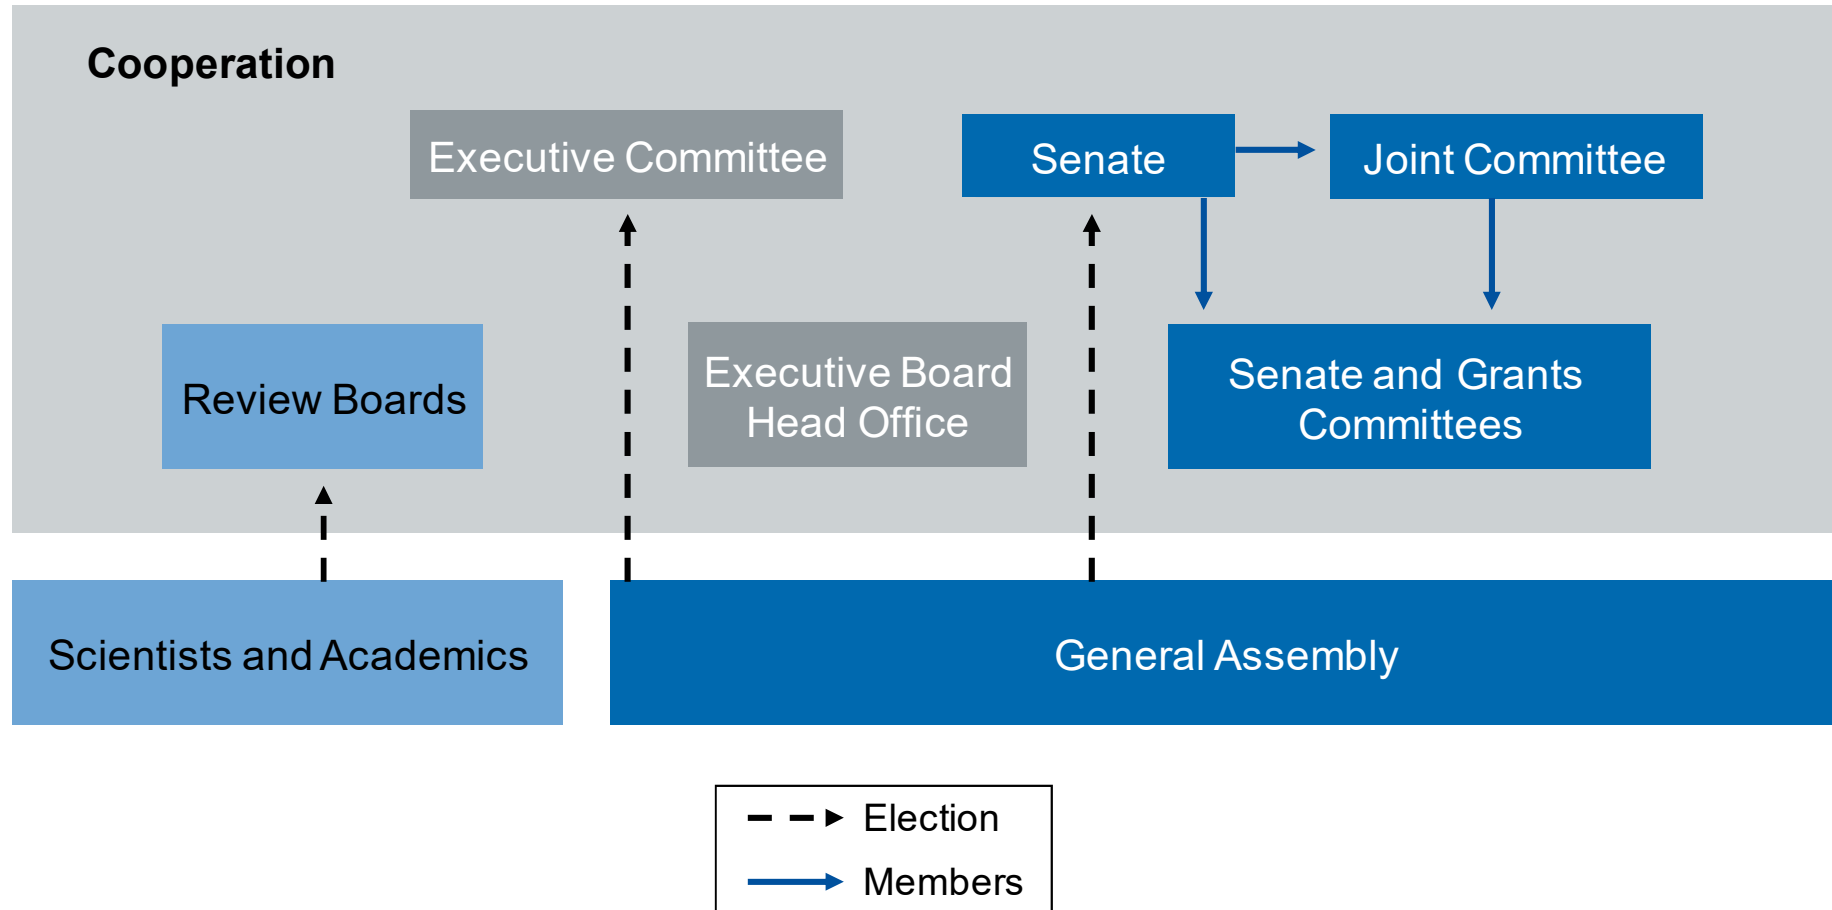 Cooperation
Executive Committee
Senate
Joint Committee
Review Boards
Executive Board
Head Office
Senate and Grants
Committees
Scientists and Academics
General Assembly
Election
Members